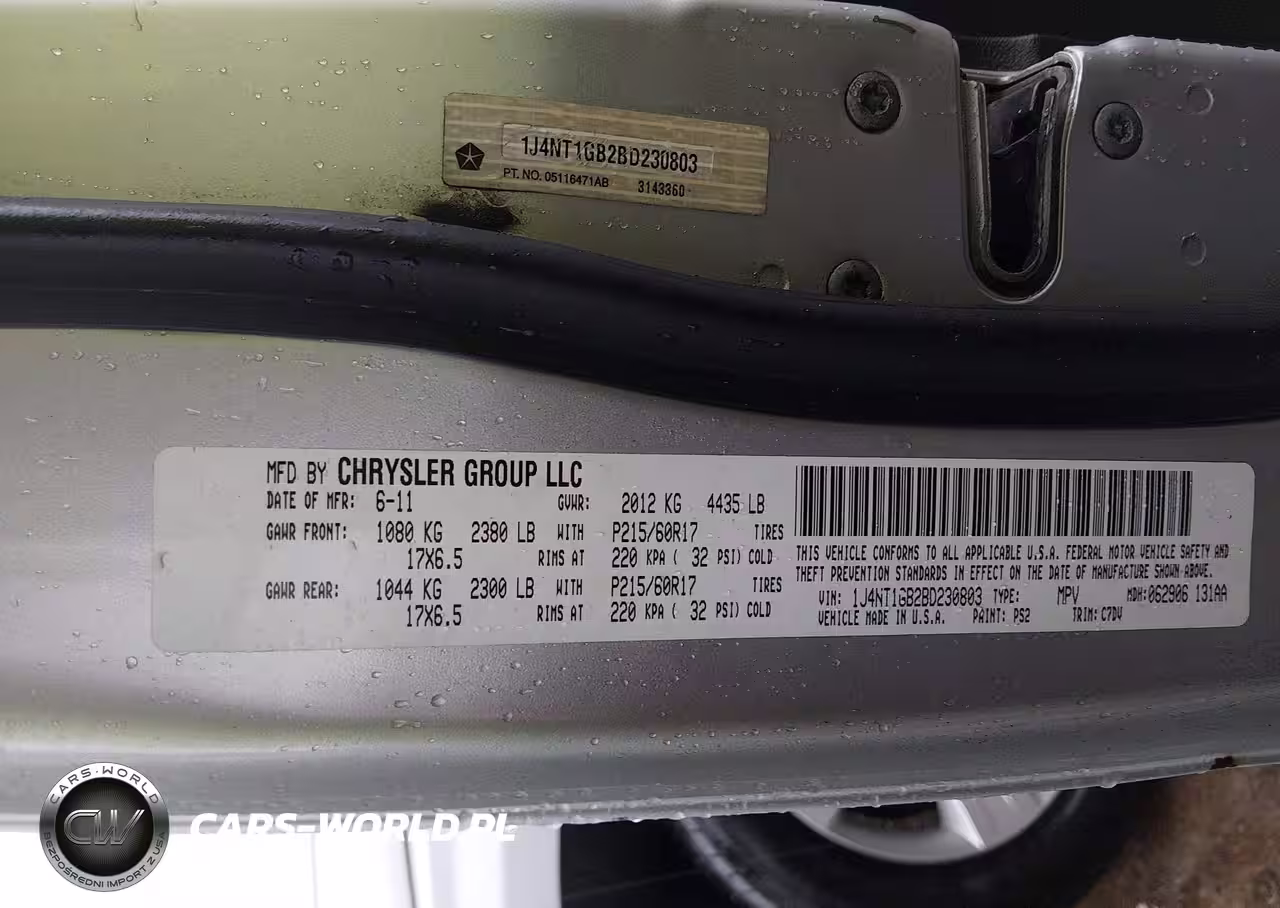 1J4NT1GB2BD230803
PT. NO. 05116471AB 3143360
MFD BY CHRYSLER GROUP LLC
DATE OF MFR: 6-11 GVWR: 2012 KG 4435 LB
GAWR FRONT: 1080 KG 2380 LB WITH P215/60R17 TIRES
17X6.5 RIMS AT 220 KPA ( 32 PSI) COLD
GAWR REAR: 1044 KG 2300 LB WITH P215/60R17 TIRES
17X6.5 RIMS AT 220 KPA ( 32 PSI) COLD
THIS VEHICLE CONFORMS TO ALL APPLICABLE U.S.A. FEDERAL MOTOR VEHICLE SAFETY AND
THEFT PREVENTION STANDARDS IN EFFECT ON THE DATE OF MANUFACTURE SHOWN ABOVE.
VIN: 1J4NT1GB2BD230803 TYPE: MPV MDH: 062906 131AA
VEHICLE MADE IN U.S.A. PAINT: PS2 TRIM: C7DV
CARS-WORLD
CW
BEZPOŚREDNI IMPORT Z USA
CARS-WORLD.PL